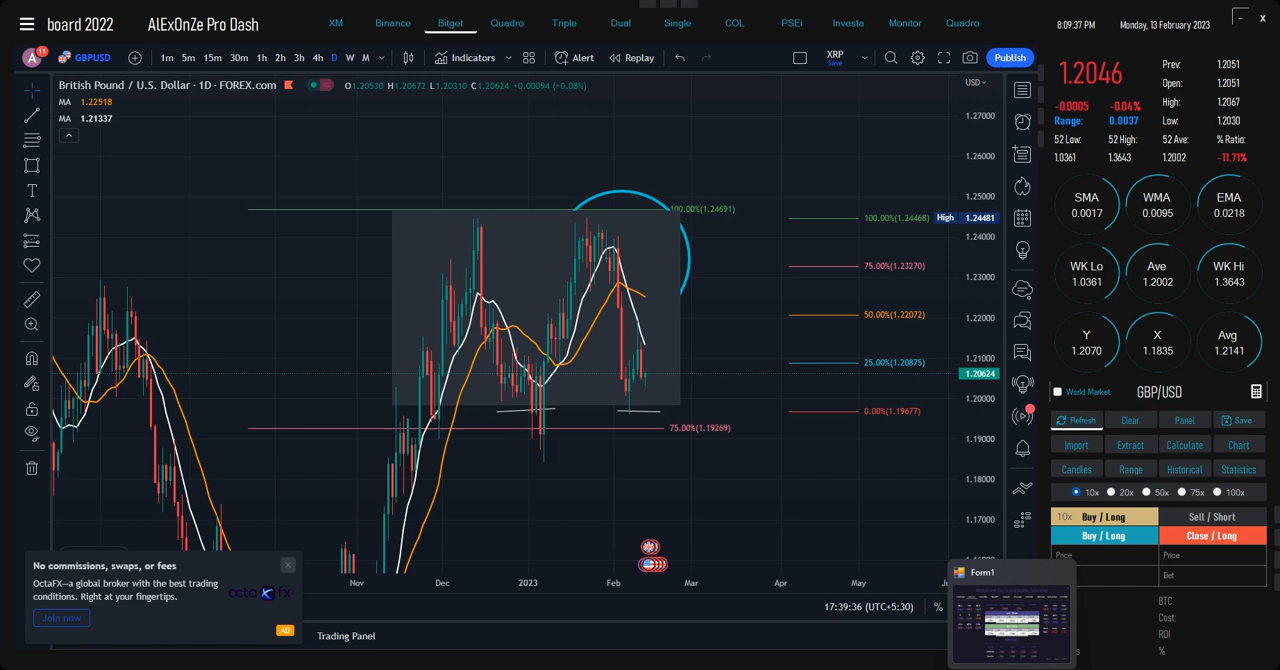 board 2022 AlExOnZe Pro Dash XM Binance Bitget Quadro Triple Dual Single COL PSEi Investa Monitor Quadro 8:09:37 PM Monday, 13 February 2023 – X
A 11 GBPUSD 1m 5m 15m 30m 1h 2h 3h 4h D W M Indicators Alert Replay XRP Save Publish
British Pound / U.S. Dollar · 1D · FOREX.com O1.20530 H1.20672 L1.20310 C1.20624 +0.00094 (+0.08%) USD
MA 1.22518
MA 1.21337
1.27000
1.26000
1.25000
1.24000
1.23000
1.22000
1.21000
1.20000
1.19000
1.18000
1.17000
High 1.24481
1.20624
100.00%(1.24691)
75.00%(1.19269)
100.00%(1.24468)
75.00%(1.23270)
50.00%(1.22072)
25.00%(1.20875)
0.00%(1.19677)
Nov Dec 2023 Feb Mar Apr May
17:39:36 (UTC+5:30) %
Trading Panel
No commissions, swaps, or fees
OctaFX—a global broker with the best trading
conditions. Right at your fingertips.
octa fx
Join now
AD
Form1
1.2046
-0.0005 -0.04%
Range: 0.0037
Prev: 1.2051
Open: 1.2051
High: 1.2067
Low: 1.2030
52 Low: 52 High: 52 Ave: % Ratio:
1.0361 1.3643 1.2002 -11.71%
SMA WMA EMA
0.0017 0.0095 0.0218
WK Lo Ave WK Hi
1.0361 1.2002 1.3643
Y X Avg
1.2070 1.1835 1.2141
World Market GBP/USD
Refresh Clear Panel Save
Import Extract Calculate Chart
Candles Range Historical Statistics
10x 20x 50x 75x 100x
10x Buy / Long Sell / Short
Buy / Long Close / Long
Price Price
Bet
BTC
Cost:
ROI
%